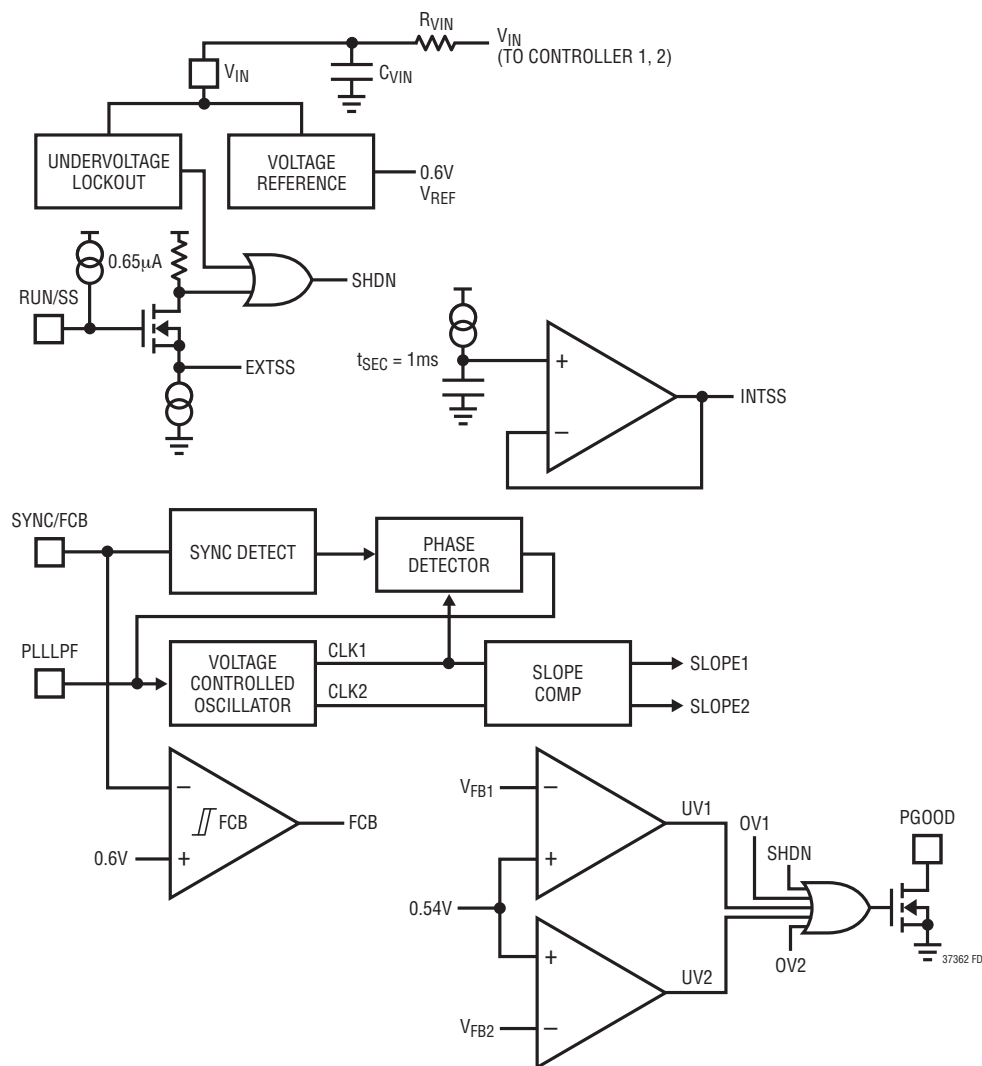 RVIN
VIN
(TO CONTROLLER 1, 2)
VIN
CVIN
UNDERVOLTAGE
LOCKOUT
VOLTAGE
REFERENCE
0.6V
VREF
0.65µA
RUN/SS
SHDN
EXTSS
tSEC = 1ms
+
–
INTSS
SYNC/FCB
SYNC DETECT
PHASE
DETECTOR
PLLLPF
VOLTAGE
CONTROLLED
OSCILLATOR
CLK1
CLK2
SLOPE
COMP
SLOPE1
SLOPE2
–
FCB
+
FCB
0.6V
VFB1
–
+
UV1
OV1
SHDN
PGOOD
0.54V
+
–
UV2
OV2
VFB2
37362 FD